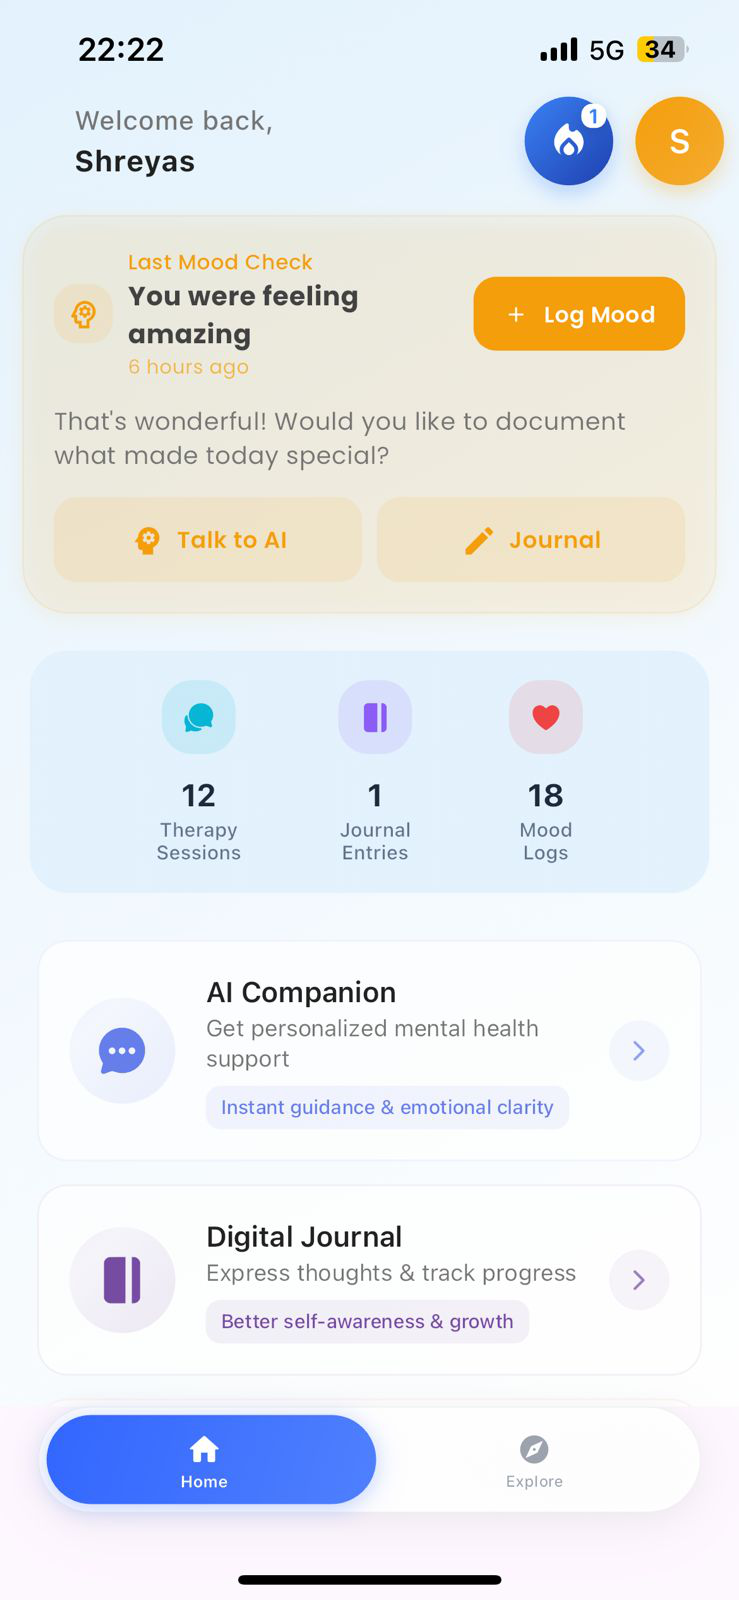 22:22
5G
34
Welcome back,
Shreyas
1
S
Last Mood Check
You were feeling
amazing
6 hours ago
+ Log Mood
That's wonderful! Would you like to document
what made today special?
Talk to AI
Journal
12
Therapy
Sessions
1
Journal
Entries
18
Mood
Logs
AI Companion
Get personalized mental health
support
Instant guidance & emotional clarity
Digital Journal
Express thoughts & track progress
Better self-awareness & growth
Home
Explore